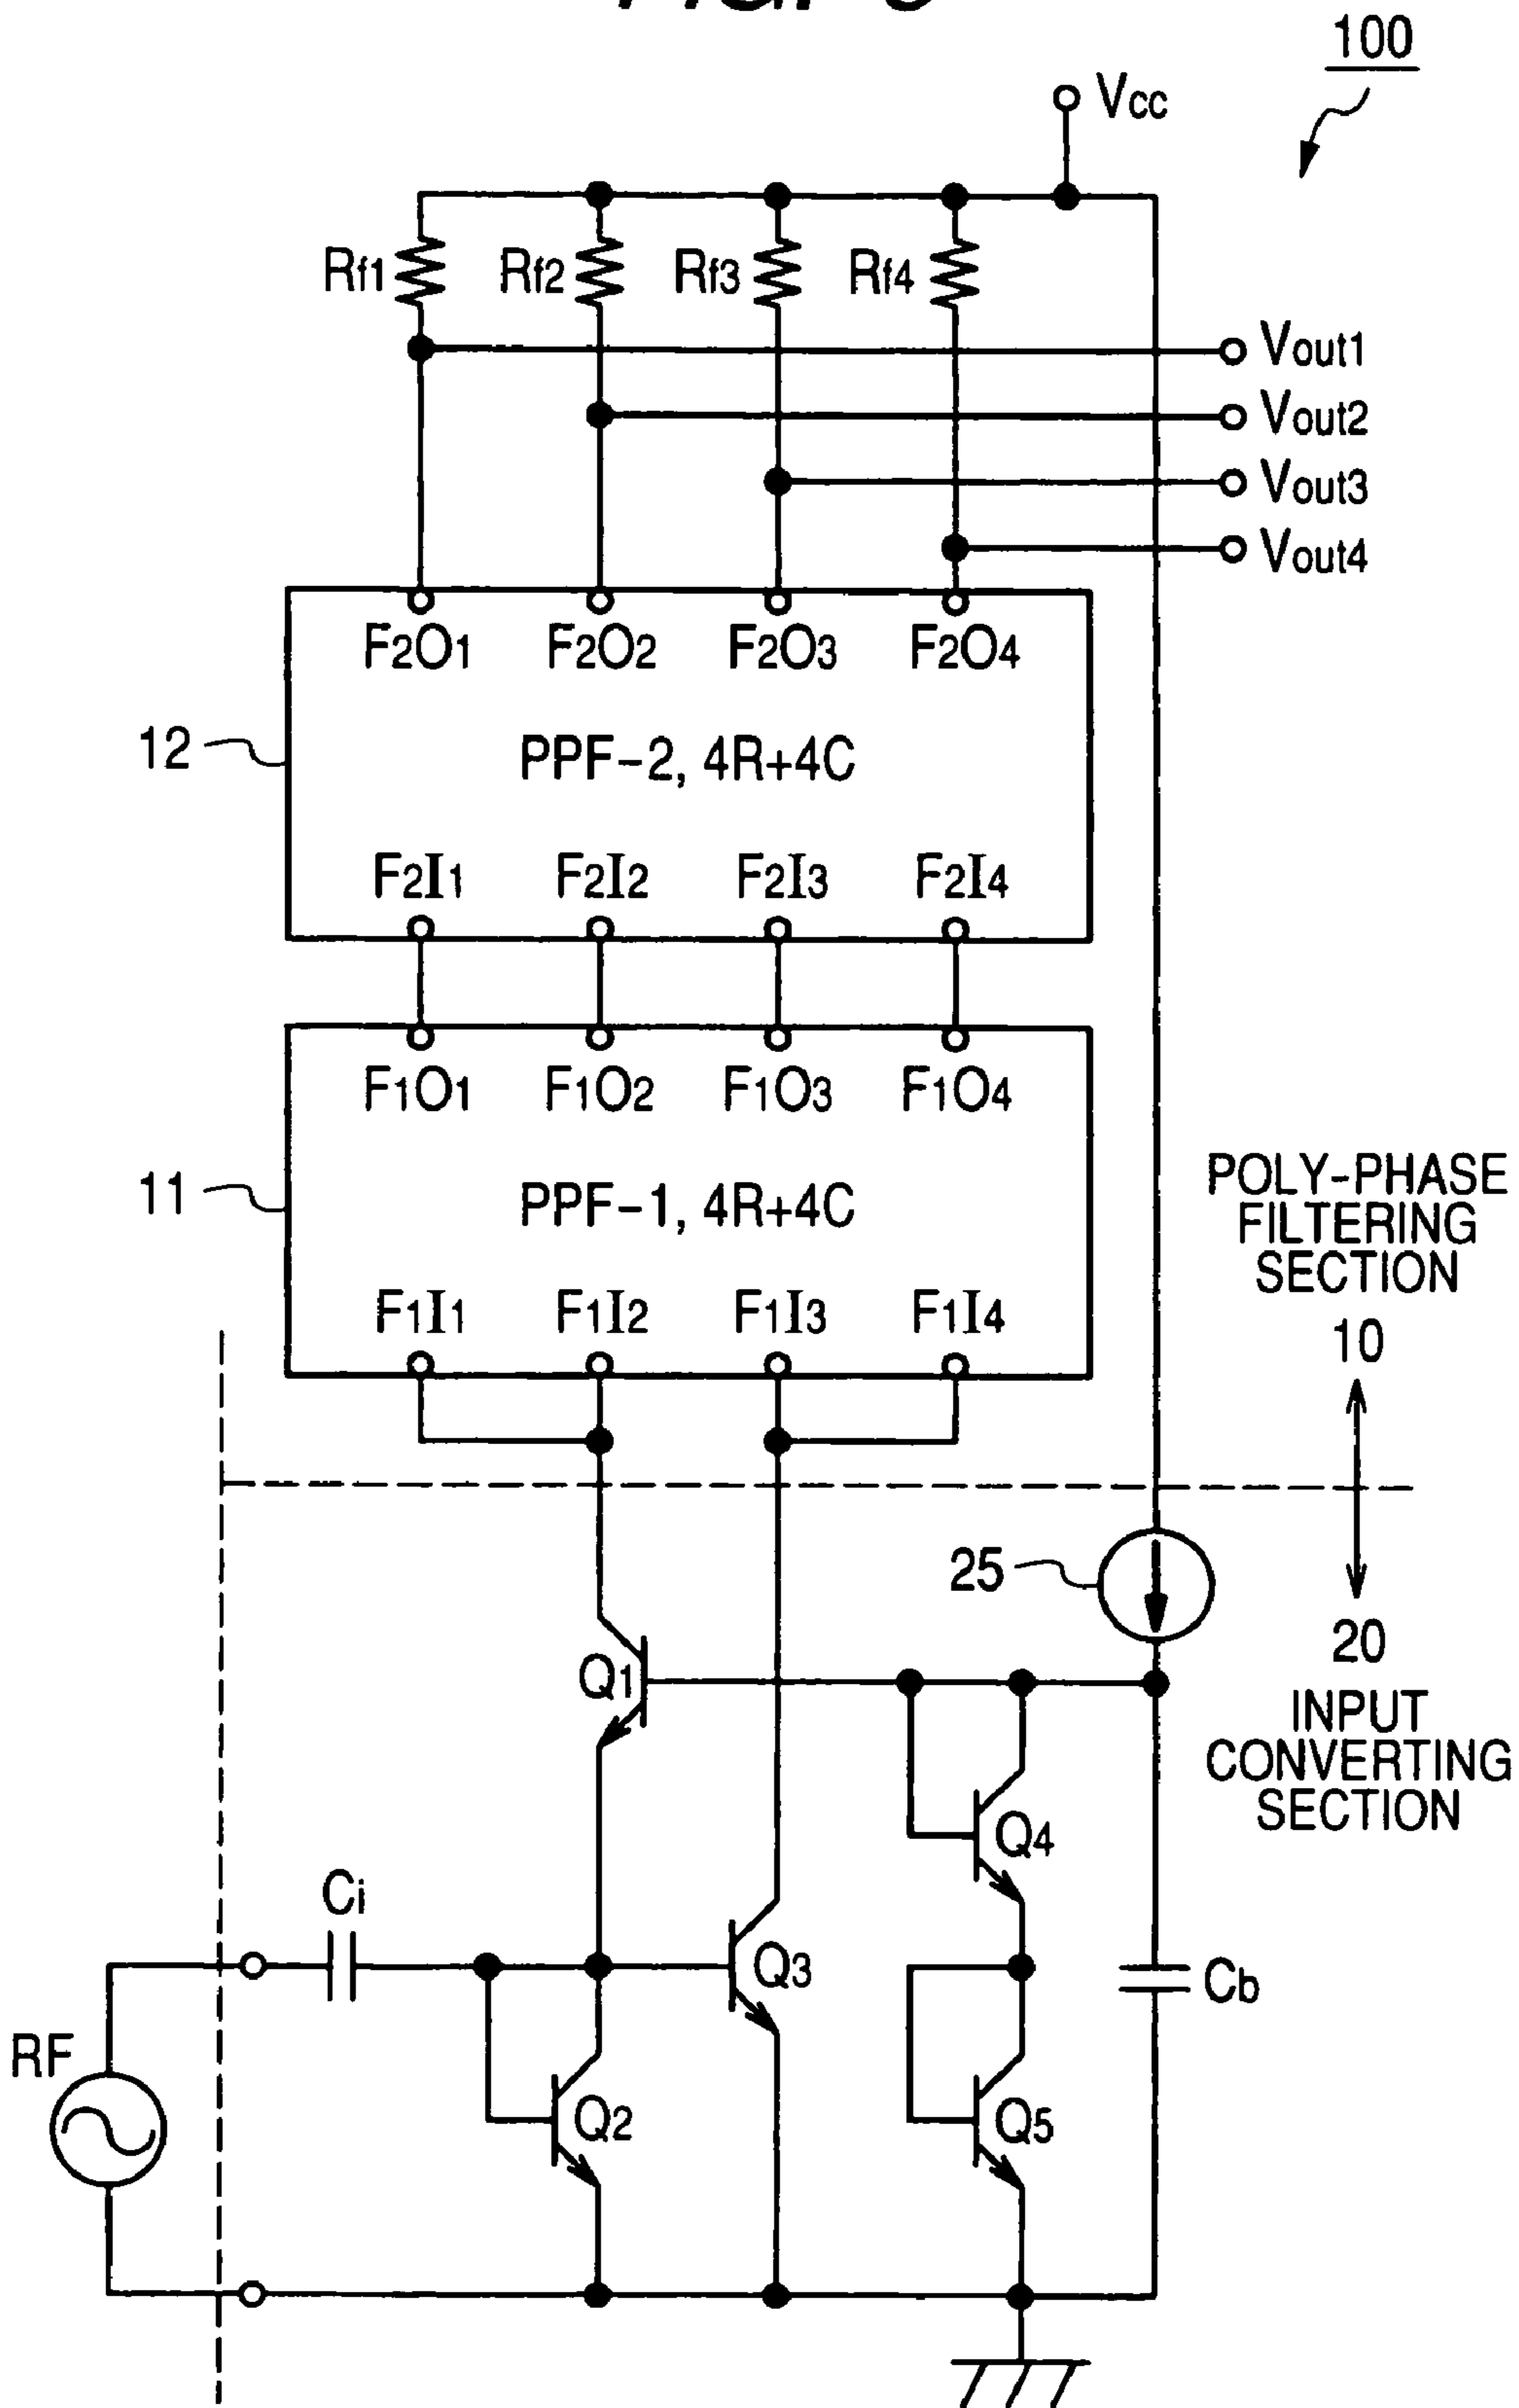 100
Vcc
Rf1 Rf2 Rf3 Rf4
Vout1
Vout2
Vout3
Vout4
F2O1 F2O2 F2O3 F2O4
12
PPF-2, 4R+4C
F2I1 F2I2 F2I3 F2I4
F1O1 F1O2 F1O3 F1O4
11
PPF-1, 4R+4C
F1I1 F1I2 F1I3 F1I4
POLY-PHASE
FILTERING
SECTION
10
25
20
INPUT
CONVERTING
SECTION
Q1
Q4
Ci
Q3
Cb
RF
Q2
Q5